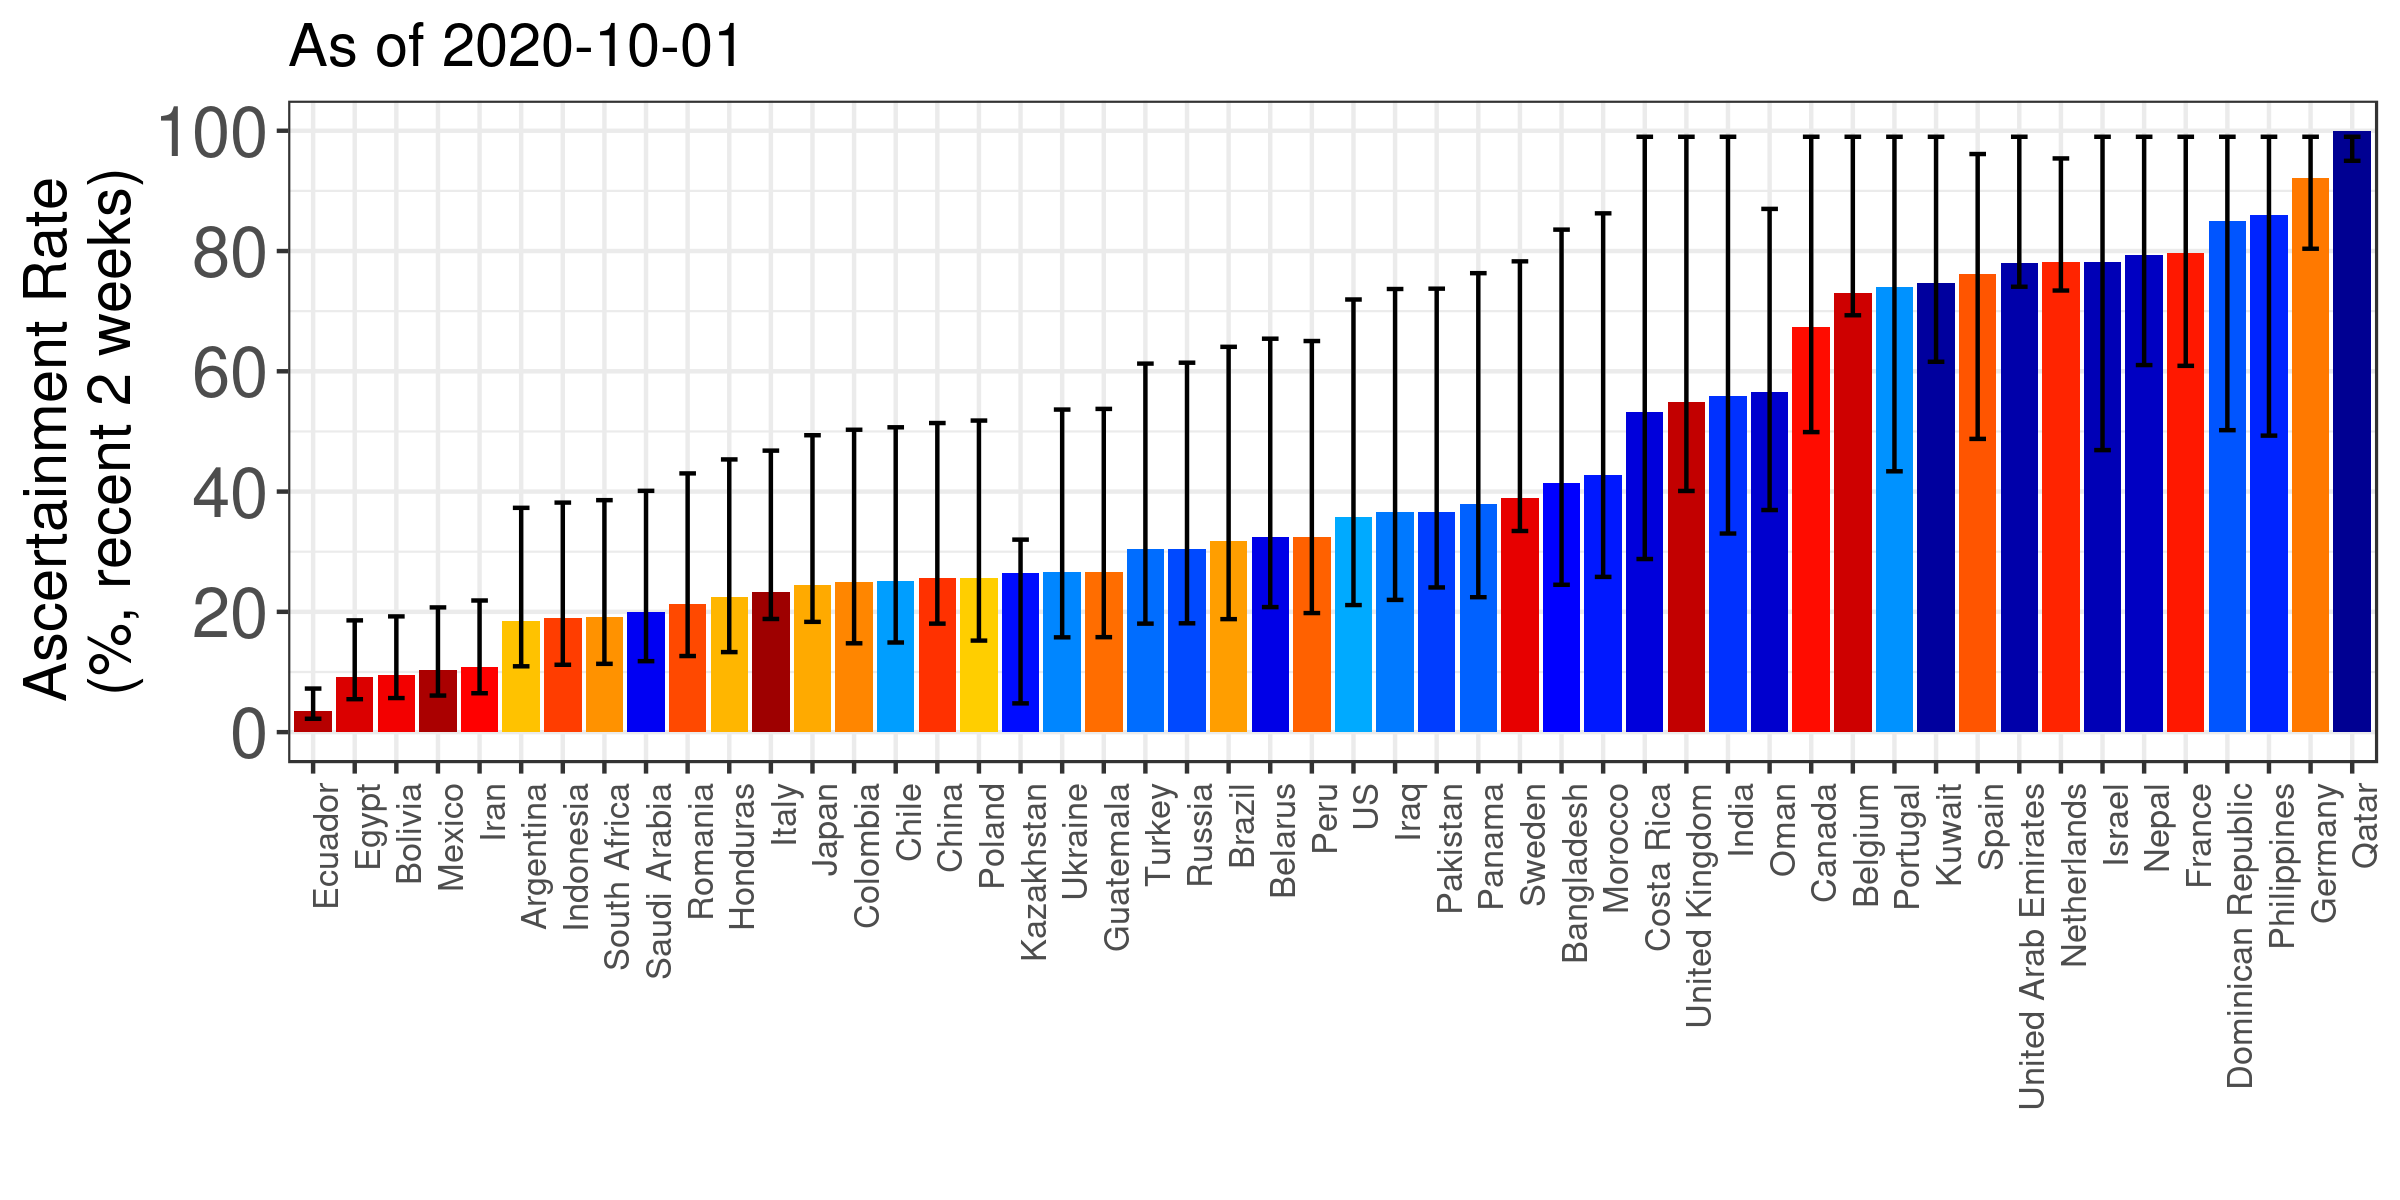 As of 2020-10-01
Ascertainment Rate
(%, recent 2 weeks)
100
80
60
40
20
0
Ecuador
Egypt
Bolivia
Mexico
Iran
Argentina
Indonesia
South Africa
Saudi Arabia
Romania
Honduras
Italy
Japan
Colombia
Chile
China
Poland
Kazakhstan
Ukraine
Guatemala
Turkey
Russia
Brazil
Belarus
Peru
US
Iraq
Pakistan
Panama
Sweden
Bangladesh
Morocco
Costa Rica
United Kingdom
India
Oman
Canada
Belgium
Portugal
Kuwait
Spain
United Arab Emirates
Netherlands
Israel
Nepal
France
Dominican Republic
Philippines
Germany
Qatar